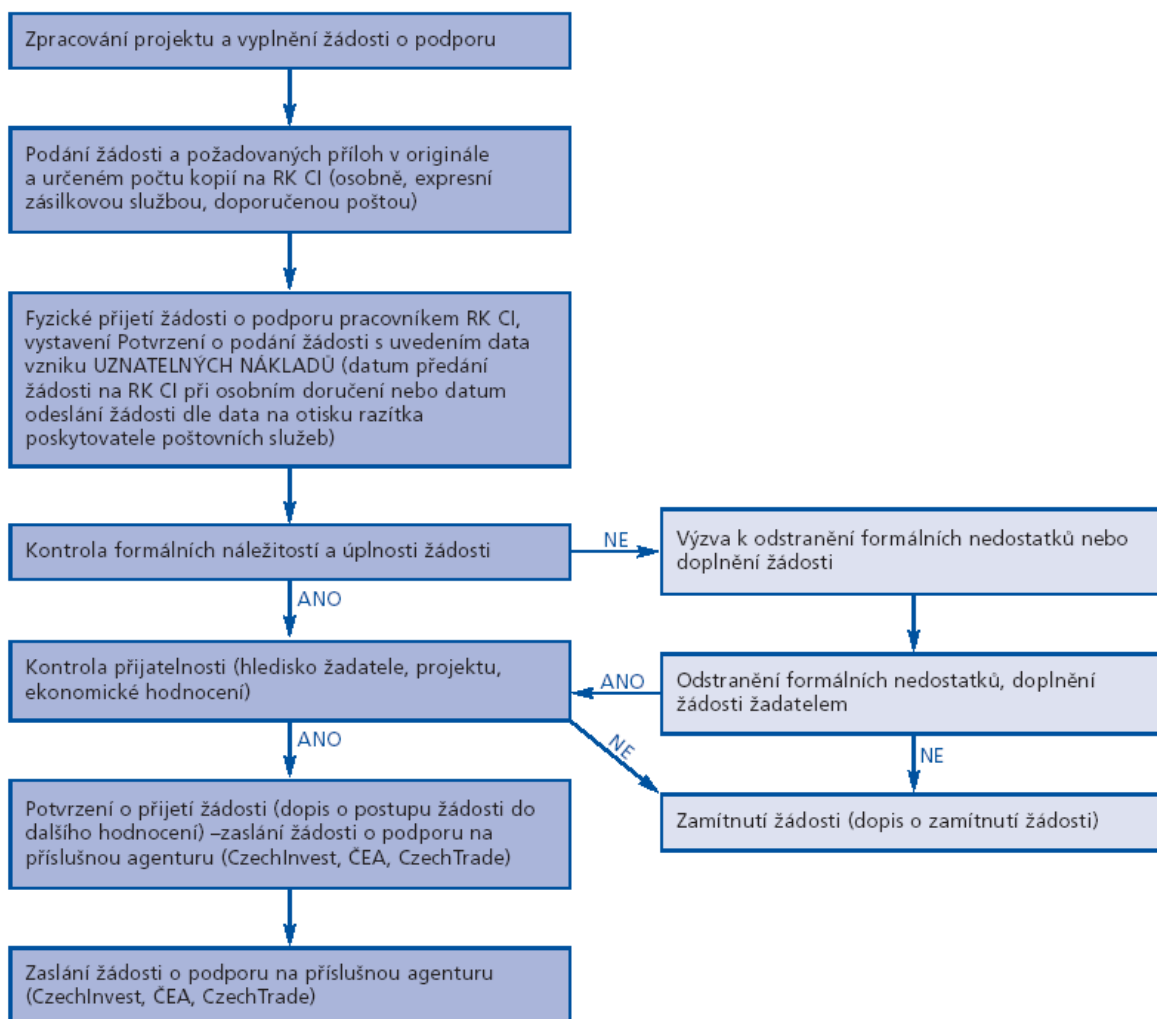 Zpracování projektu a vyplnění žádosti o podporu
Podání žádosti a požadovaných příloh v originále
a určeném počtu kopií na RK CI (osobně, expresní
zásilkovou službou, doporučenou poštou)
Fyzické přijetí žádosti o podporu pracovníkem RK CI,
vystavení Potvrzení o podání žádosti s uvedením data
vzniku UZNATELNÝCH NÁKLADŮ (datum předání
žádosti na RK CI při osobním doručení nebo datum
odeslání žádosti dle data na otisku razítka
poskytovatele poštovních služeb)
Kontrola formálních náležitostí a úplnosti žádosti
NE
Výzva k odstranění formálních nedostatků nebo
doplnění žádosti
ANO
Kontrola přijatelnosti (hledisko žadatele, projektu,
ekonomické hodnocení)
ANO
Odstranění formálních nedostatků, doplnění
žádosti žadatelem
ANO
NE
NE
Potvrzení o přijetí žádosti (dopis o postupu žádosti do
dalšího hodnocení) –zaslání žádosti o podporu na
příslušnou agenturu (CzechInvest, ČEA, CzechTrade)
Zamítnutí žádosti (dopis o zamítnutí žádosti)
Zaslání žádosti o podporu na příslušnou agenturu
(CzechInvest, ČEA, CzechTrade)